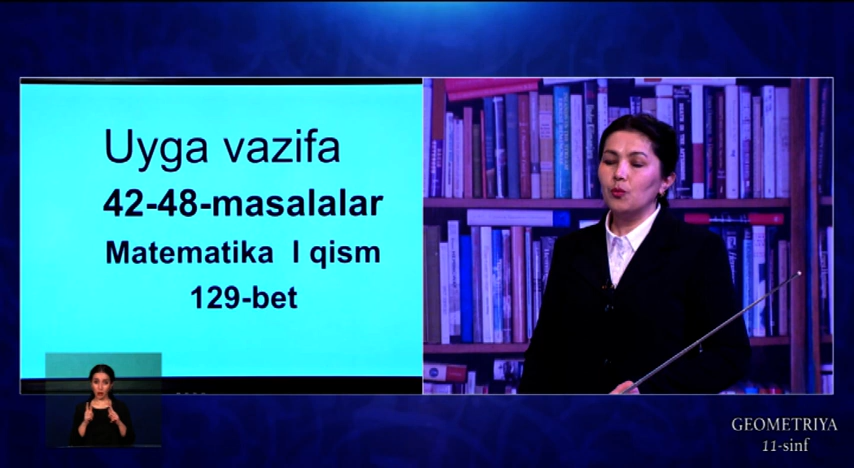 Uyga vazifa
42-48-masalalar
Matematika I qism
129-bet
GEOMETRIYA
11-sinf